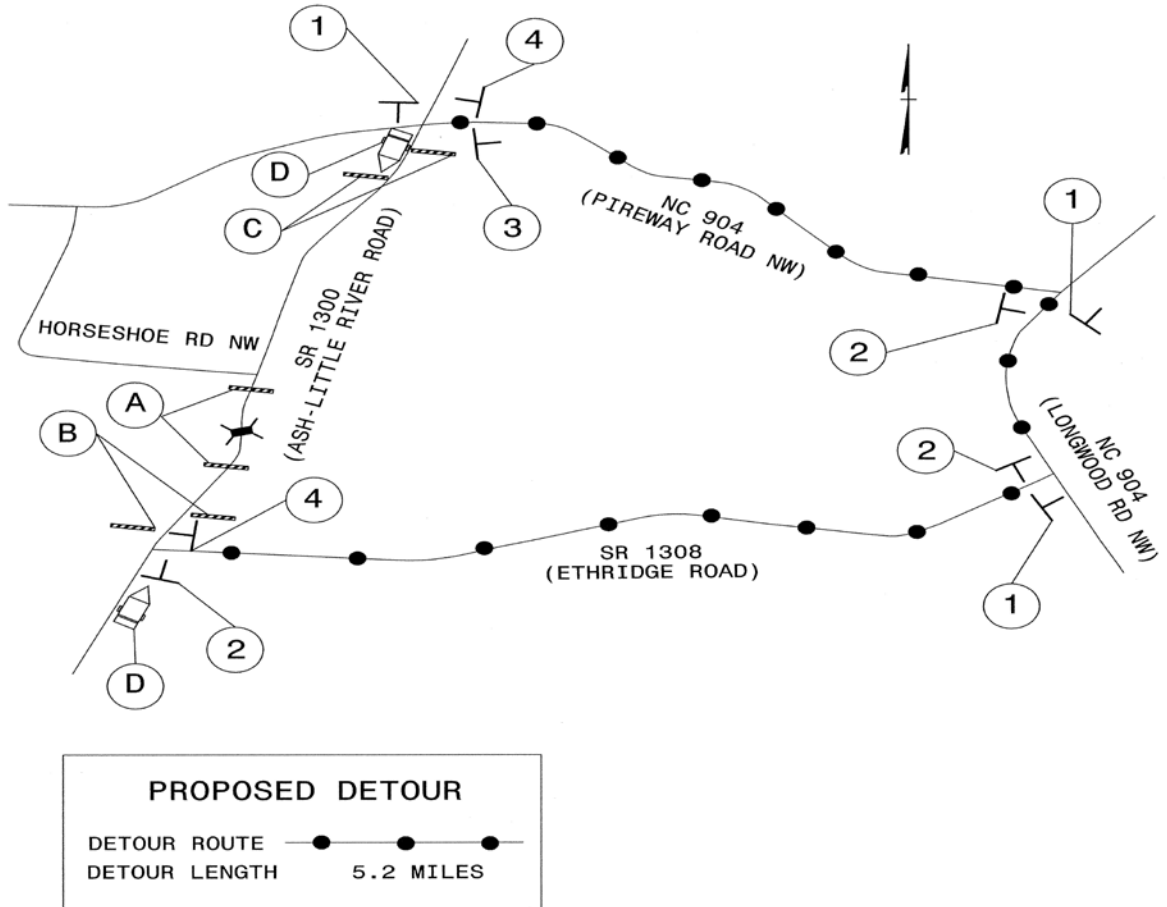 1
4
D
C
3
NC 904
(PIREWAY ROAD NW)
1
2
HORSESHOE RD NW
SR 1300
(ASH-LITTLE RIVER ROAD)
A
B
4
2
NC 904
(LONGWOOD RD NW)
SR 1308
(ETHRIDGE ROAD)
1
2
D
PROPOSED DETOUR
DETOUR ROUTE
DETOUR LENGTH 5.2 MILES